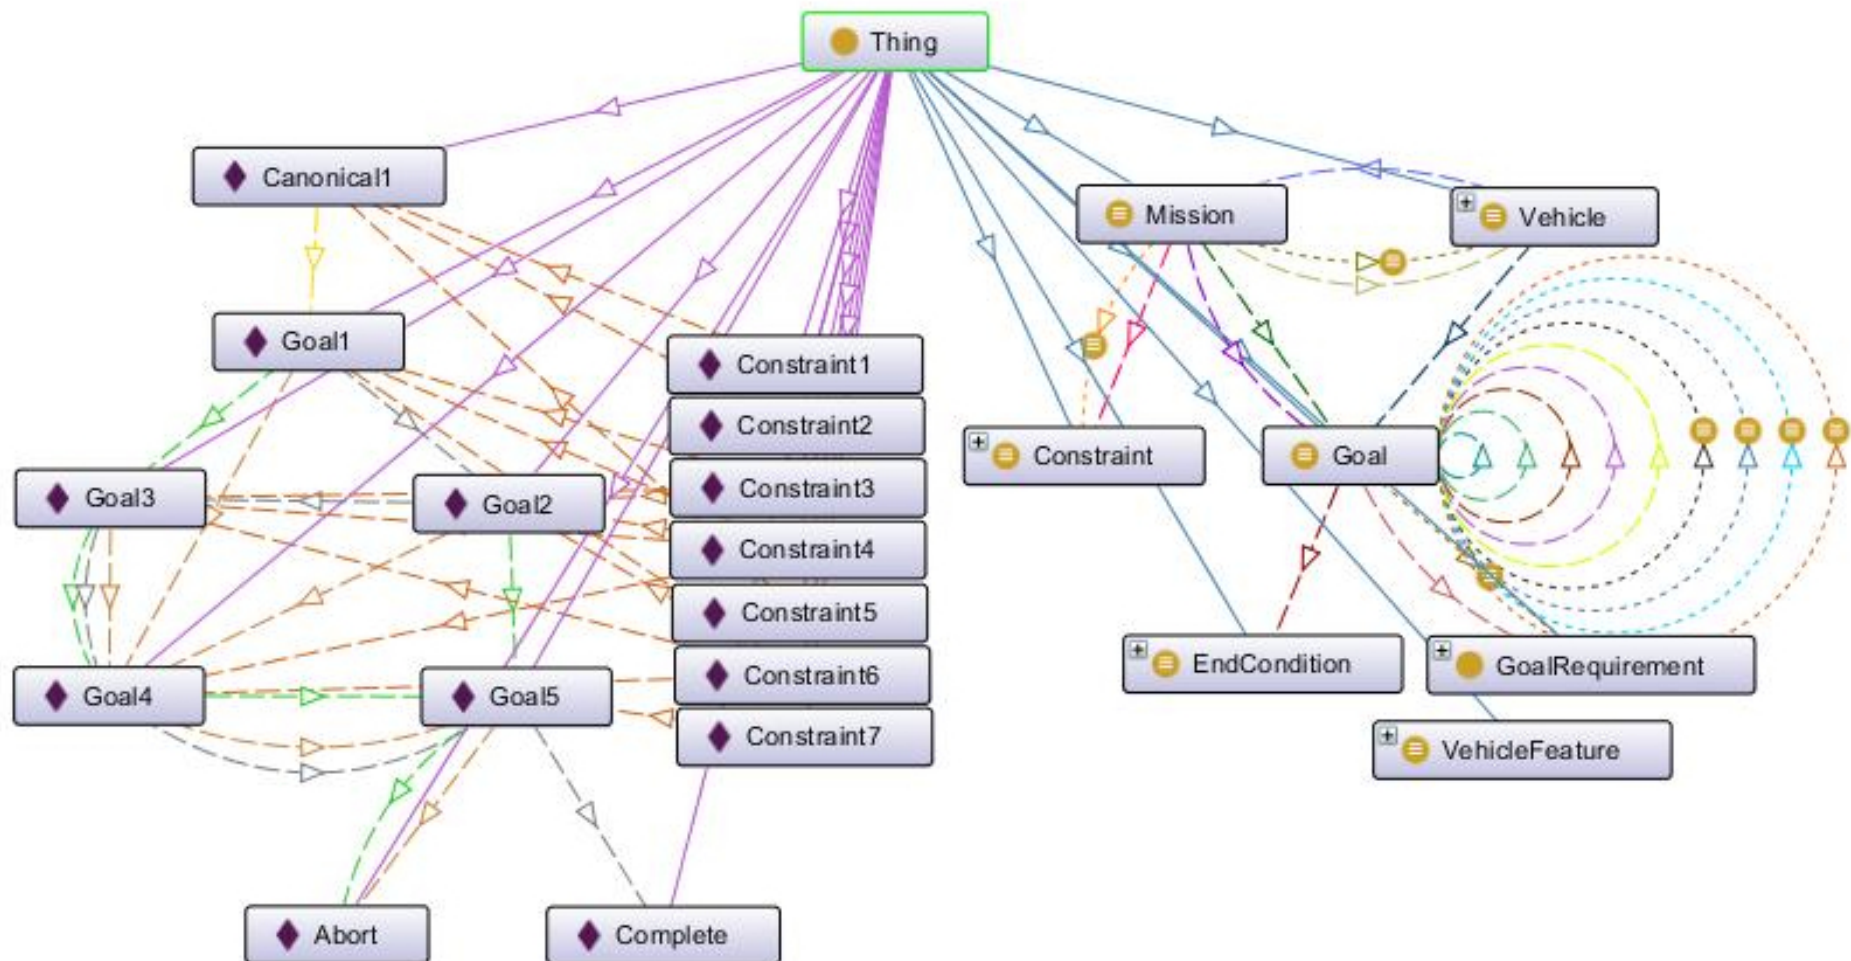 Thing
Canonical1
Mission
Vehicle
Goal1
Constraint1
Constraint2
Constraint
Goal
Goal3
Goal2
Constraint3
Constraint4
Constraint5
EndCondition
GoalRequirement
Goal4
Goal5
Constraint6
Constraint7
VehicleFeature
Abort
Complete